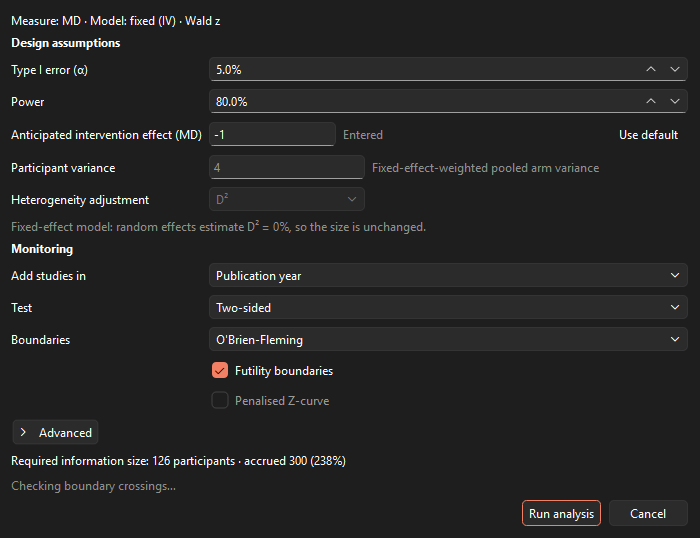 Measure: MD · Model: fixed (IV) · Wald z
Design assumptions
Type I error (α) 5.0%
Power 80.0%
Anticipated intervention effect (MD) -1 Entered Use default
Participant variance 4 Fixed-effect-weighted pooled arm variance
Heterogeneity adjustment D²
Fixed-effect model: random effects estimate D² = 0%, so the size is unchanged.
Monitoring
Add studies in Publication year
Test Two-sided
Boundaries O'Brien-Fleming
Futility boundaries
Penalised Z-curve
Advanced
Required information size: 126 participants · accrued 300 (238%)
Checking boundary crossings...
Run analysis Cancel